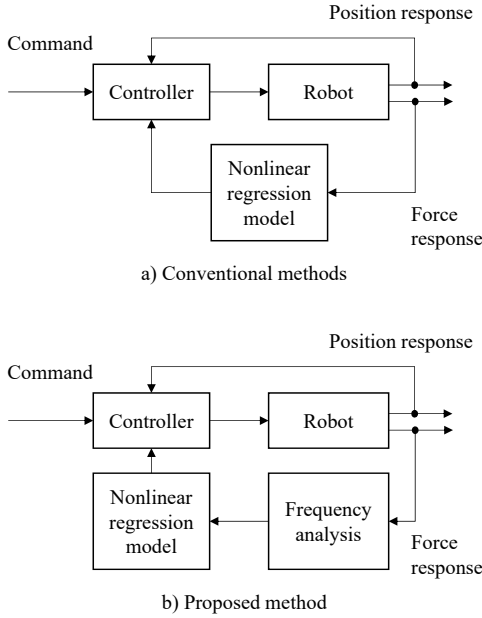 Position response
Command
Controller
Robot
Nonlinear
regression
model
Force
response
a) Conventional methods
Position response
Command
Controller
Robot
Nonlinear
regression
model
Frequency
analysis
Force
response
b) Proposed method